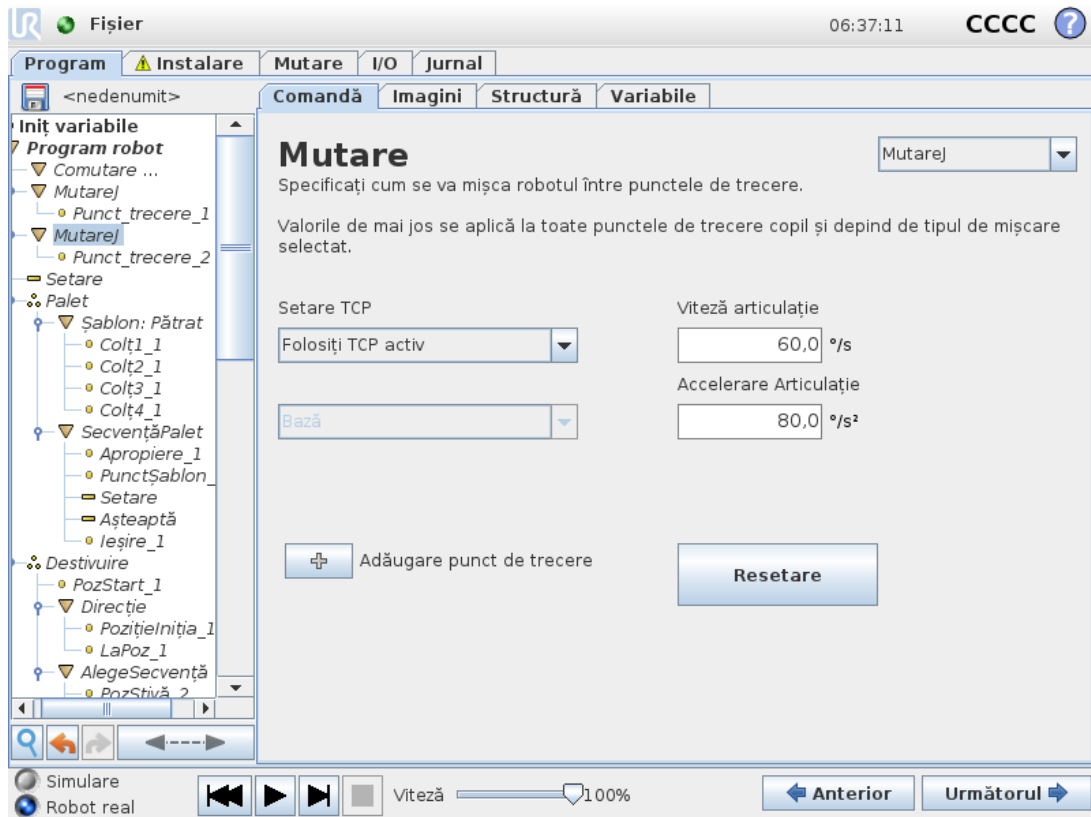 UR Fișier 06:37:11 CCCC ?
Program Instalare Mutare I/O Jurnal
<nedenumit>
Comandă Imagini Structură Variabile
Iniț variabile
Program robot
Comutare ...
MutareJ
Punct_trecere_1
MutareJ
Punct_trecere_2
Setare
Palet
Șablon: Pătrat
Colț1_1
Colț2_1
Colț3_1
Colț4_1
SecvențăPalet
Apropiere_1
PunctȘablon_
Setare
Așteaptă
Ieșire_1
Destivuire
PozStart_1
Direcție
PozițieIniția_1
LaPoz_1
AlegeSecvență
PozStivă_2
Mutare
MutareJ
Specificați cum se va mișca robotul între punctele de trecere.
Valorile de mai jos se aplică la toate punctele de trecere copil și depind de tipul de mișcare
selectat.
Setare TCP
Folosiți TCP activ
Bază
Viteză articulație
60,0 °/s
Accelerare Articulație
80,0 °/s²
Adăugare punct de trecere
Resetare
Simulare
Robot real
Viteză 100%
Anterior
Următorul